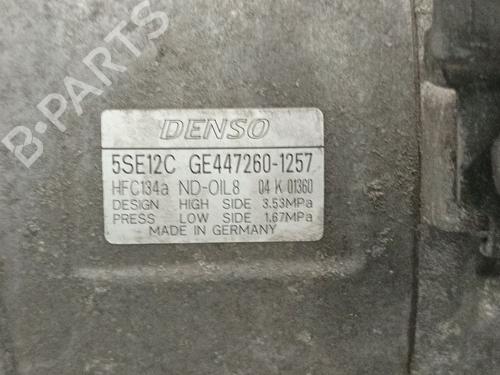 B-PARTS
DENSO
5SE12C GE447260-1257
HFC134a ND-OIL8 04 K 01360
DESIGN HIGH SIDE 3.53MPa
PRESS LOW SIDE 1.67MPa
MADE IN GERMANY